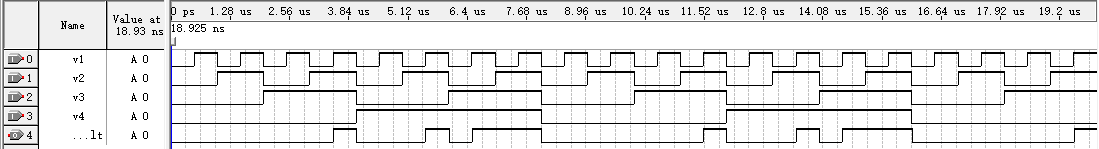 Name Value at 18.93 ns 0 ps 1.28 us 2.56 us 3.84 us 5.12 us 6.4 us 7.68 us 8.96 us 10.24 us 11.52 us 12.8 us 14.08 us 15.36 us 16.64 us 17.92 us 19.2 us
18.925 ns
0 v1 A 0
1 v2 A 0
2 v3 A 0
3 v4 A 0
4 ...lt A 0